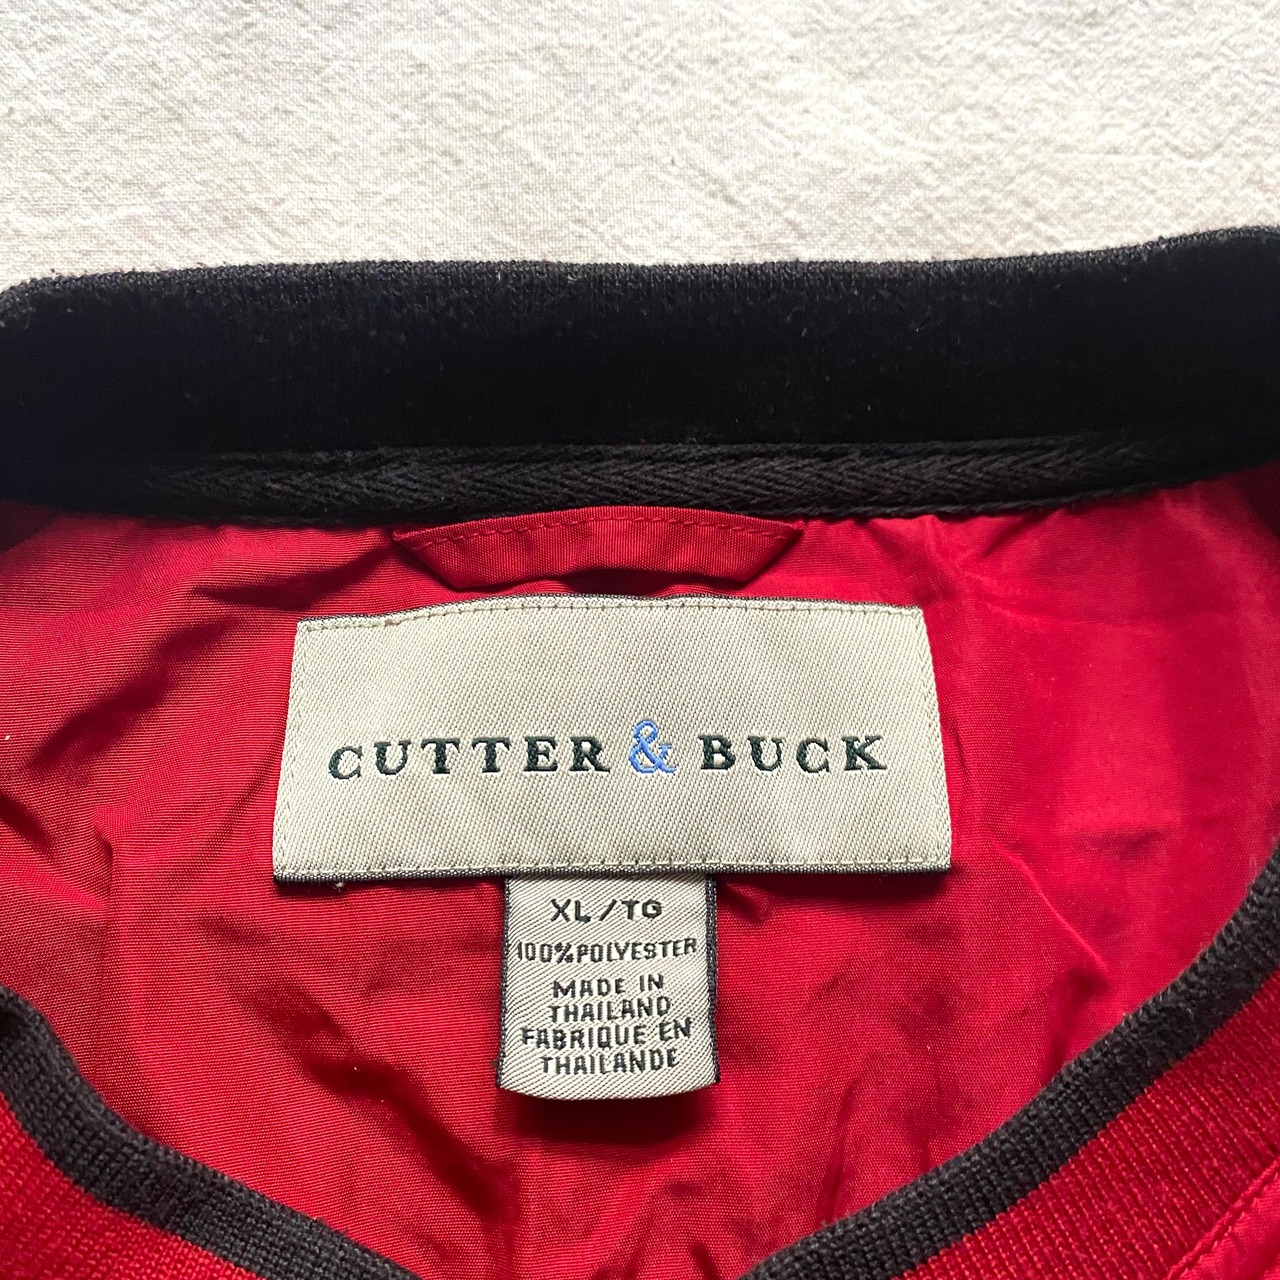 CUTTER & BUCK
XL/TG
100%POLYESTER
MADE IN
THAILAND
FABRIQUE EN
THAILANDE